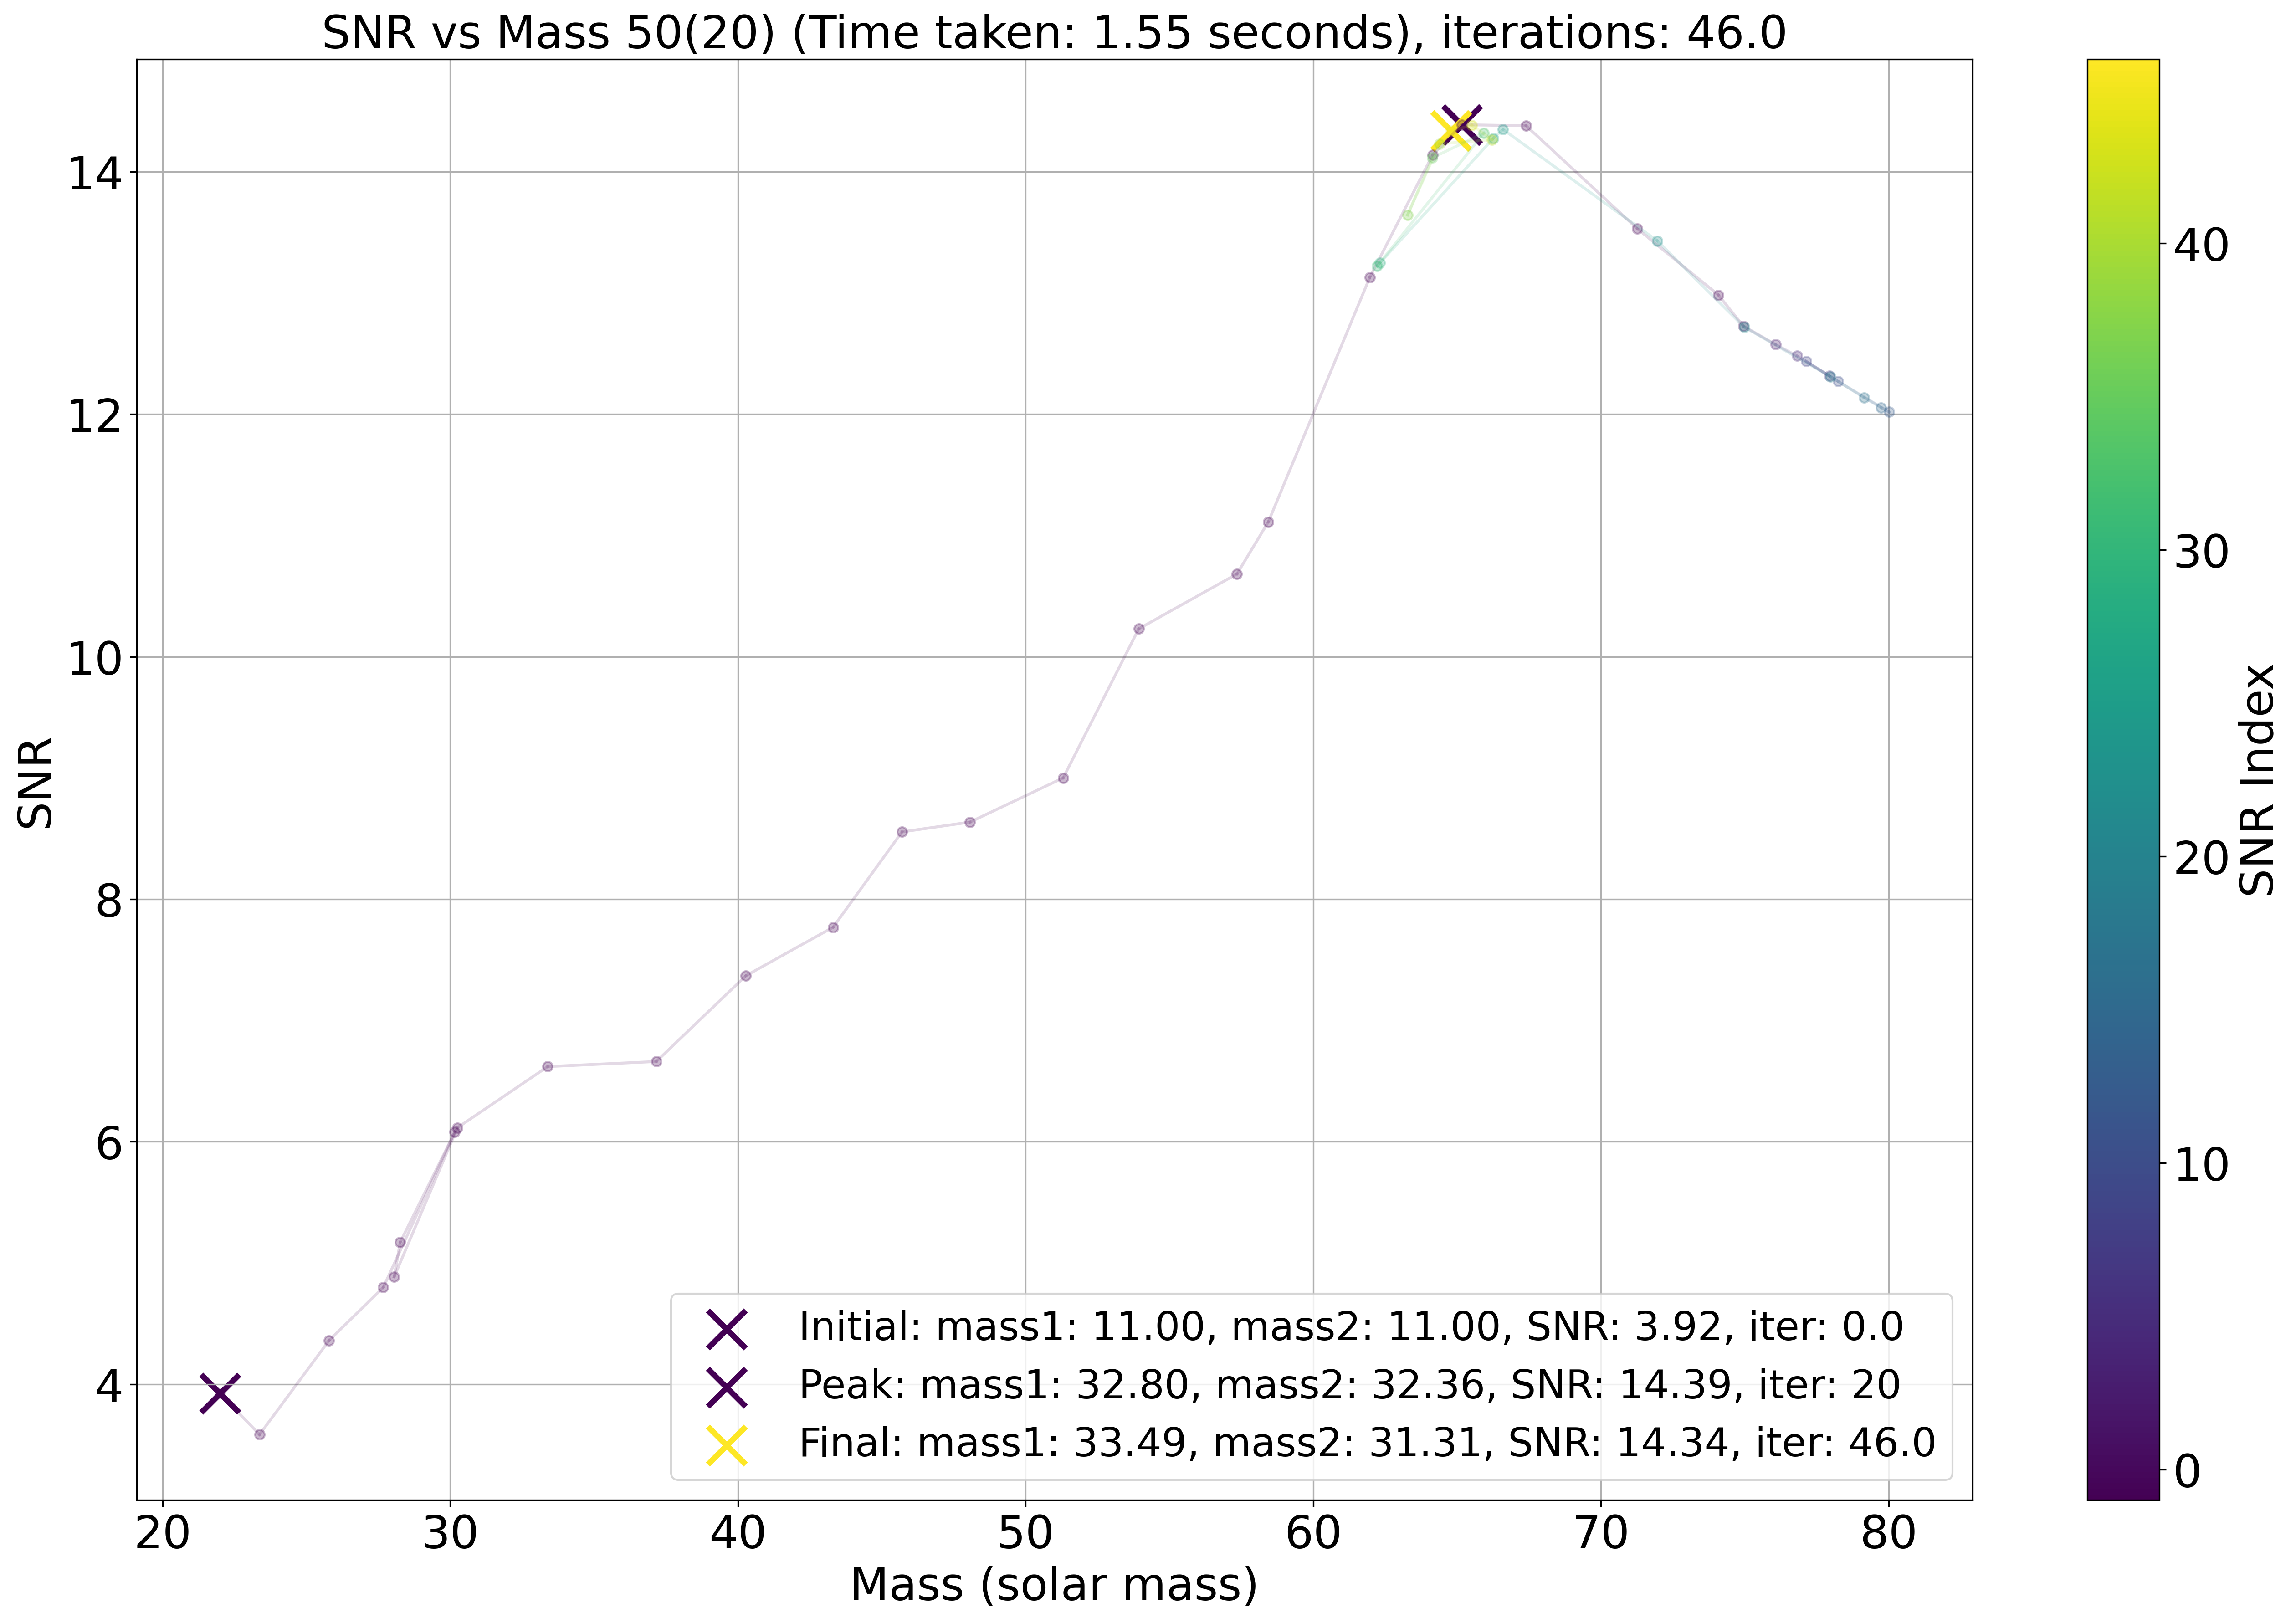 SNR vs Mass 50(20) (Time taken: 1.55 seconds), iterations: 46.0
SNR
14
12
10
8
6
4
20 30 40 50 60 70 80
Mass (solar mass)
Initial: mass1: 11.00, mass2: 11.00, SNR: 3.92, iter: 0.0
Peak: mass1: 32.80, mass2: 32.36, SNR: 14.39, iter: 20
Final: mass1: 33.49, mass2: 31.31, SNR: 14.34, iter: 46.0
40
30
20
10
0
SNR Index